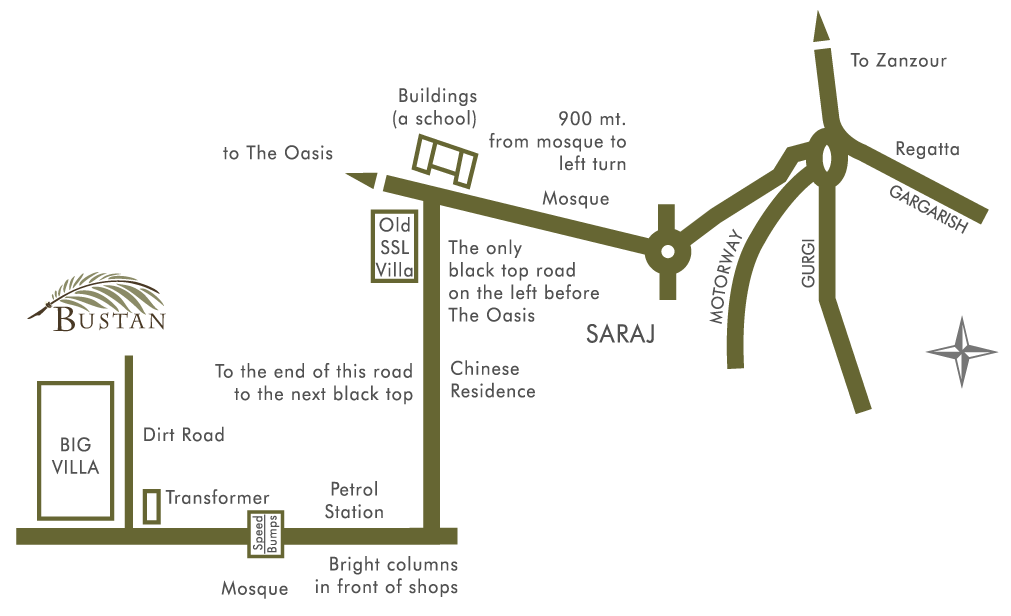 To Zanzour
Buildings
(a school)
900 mt.
from mosque to
left turn
to The Oasis
Regatta
GARGARISH
Mosque
Old
SSL
Villa
The only
black top road
on the left before
The Oasis
MOTORWAY
GURGI
SARAJ
BUSTAN
To the end of this road
to the next black top
Chinese
Residence
Dirt Road
BIG
VILLA
Transformer
Petrol
Station
Speed
Bumps
Bright columns
in front of shops
Mosque